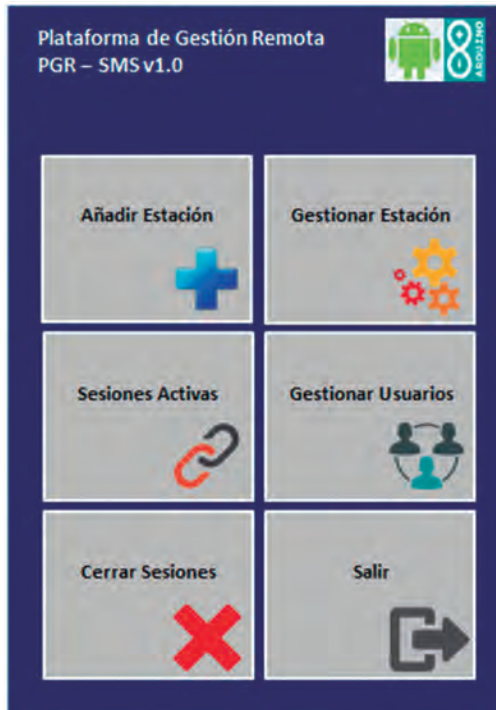 Plataforma de Gestión Remota
PGR – SMS v1.0
ARDUINO
Añadir Estación
Gestionar Estación
Sesiones Activas
Gestionar Usuarios
Cerrar Sesiones
Salir